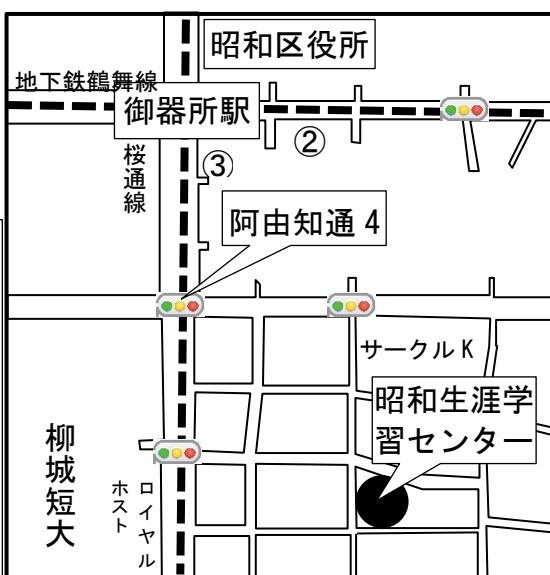 昭和区役所
地下鉄鶴舞線
御器所駅
②
桜通線
③
阿由知通4
サークルK
昭和生涯学
習センター
柳城短大
ロイヤル
ホスト